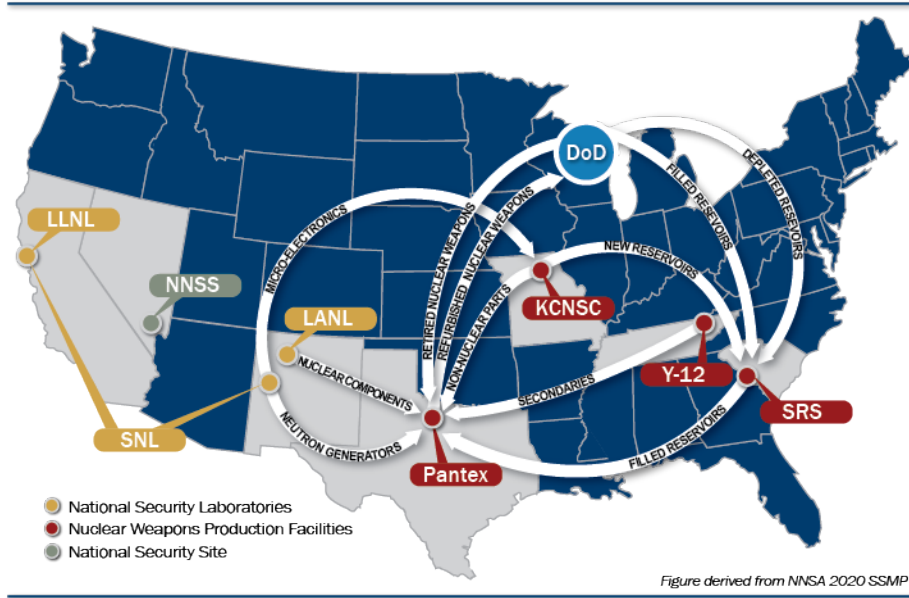 DoD
LLNL
NNSS
LANL
SNL
KCNSC
Y-12
SRS
Pantex
MICRO-ELECTRONICS
RETIRED NUCLEAR WEAPONS
REFURBISHED NUCLEAR WEAPONS
NON-NUCLEAR PARTS
NEW RESERVOIRS
FILLED RESEVOIRS
DEPLETED RESEVOIRS
NUCLEAR COMPONENTS
NEUTRON GENERATORS
SECONDARIES
FILLED RESERVOIRS
National Security Laboratories
Nuclear Weapons Production Facilities
National Security Site
Figure derived from NNSA 2020 SSMP